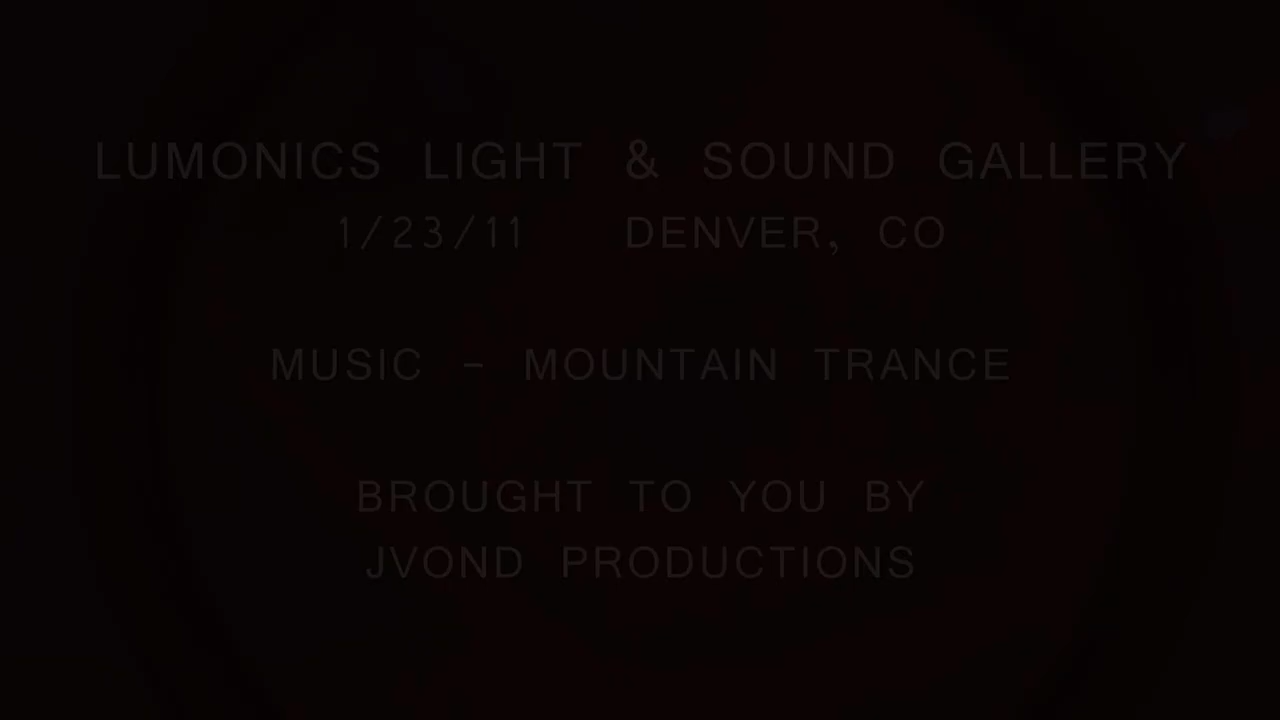 LUMONICS LIGHT & SOUND GALLERY
1/23/11 DENVER, CO
MUSIC - MOUNTAIN TRANCE
BROUGHT TO YOU BY
JVOND PRODUCTIONS